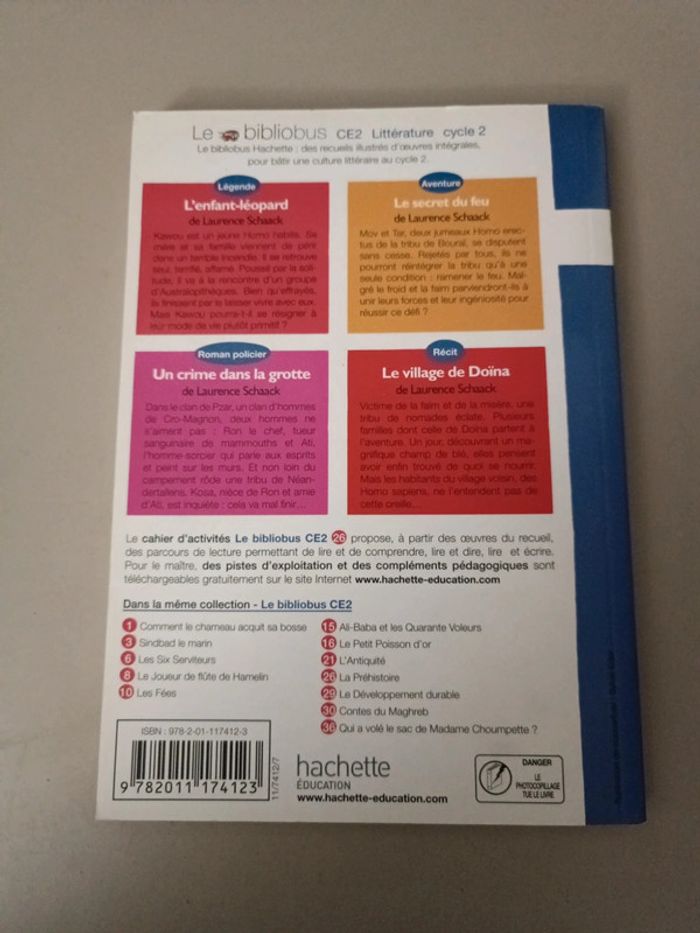 Le bibliobus CE2 Littérature cycle 2
Le bibliobus Hachette : des recueils illustrés d'œuvres intégrales,
pour bâtir une culture littéraire au cycle 2.
Légende
L'enfant-léopard
de Laurence Schaack
Kawou est un jeune Homo habilis. Sa
mère et sa famille viennent de périr
dans un terrible incendie. Il se retrouve
seul, terrifié, affamé. Poussé par la soli-
tude, il va à la rencontre d'un groupe
d'Australopithèques. Bien qu'effrayés,
ils finissent par le laisser vivre avec eux.
Mais Kawou pourra-t-il se résigner à
leur mode de vie plutôt primitif ?
Aventure
Le secret du feu
de Laurence Schaack
Mov et Tar, deux jumeaux Homo erec-
tus de la tribu de Boural, se disputent
sans cesse. Rejetés par tous, ils ne
pourront réintégrer la tribu qu'à une
seule condition : ramener le feu. Mal-
gré le froid et la faim parviendront-ils à
unir leurs forces et leur ingéniosité pour
réussir ce défi ?
Roman policier
Un crime dans la grotte
de Laurence Schaack
Dans le clan de Pzar, un clan d'hommes
de Cro-Magnon, deux hommes ne
s'aiment pas : Ron le chef, tueur
sanguinaire de mammouths et Ati,
l'homme-sorcier qui parle aux esprits
et peint sur les murs. Et non loin du
campement rôde une tribu de Néan-
dertaliens. Kosa, nièce de Ron et amie
d'Ati, est inquiète : cela va mal finir...
Récit
Le village de Doïna
de Laurence Schaack
Victime de la faim et de la misère, une
tribu de nomades éclate. Plusieurs
familles dont celle de Doïna partent à
l'aventure. Un jour, découvrant un ma-
gnifique champ de blé, elles pensent
avoir enfin trouvé de quoi se nourrir.
Mais les habitants du village voisin, des
Homo sapiens, ne l'entendent pas de
cette oreille...
Le cahier d'activités Le bibliobus CE2 26 propose, à partir des œuvres du recueil,
des parcours de lecture permettant de lire et de comprendre, lire et dire, lire et écrire.
Pour le maître, des pistes d'exploitation et des compléments pédagogiques sont
téléchargeables gratuitement sur le site Internet www.hachette-education.com
Dans la même collection - Le bibliobus CE2
1 Comment le chameau acquit sa bosse
3 Sindbad le marin
6 Les Six Serviteurs
8 Le Joueur de flûte de Hamelin
10 Les Fées
15 Ali-Baba et les Quarante Voleurs
16 Le Petit Poisson d'or
21 L'Antiquité
26 La Préhistoire
29 Le Développement durable
30 Contes du Maghreb
36 Qui a volé le sac de Madame Choumpette ?
ISBN : 978-2-01-117412-3
9 782011 174123
11/7412/7
hachette
ÉDUCATION
www.hachette-education.com
DANGER
LE
PHOTOCOPILLAGE
TUE LE LIVRE